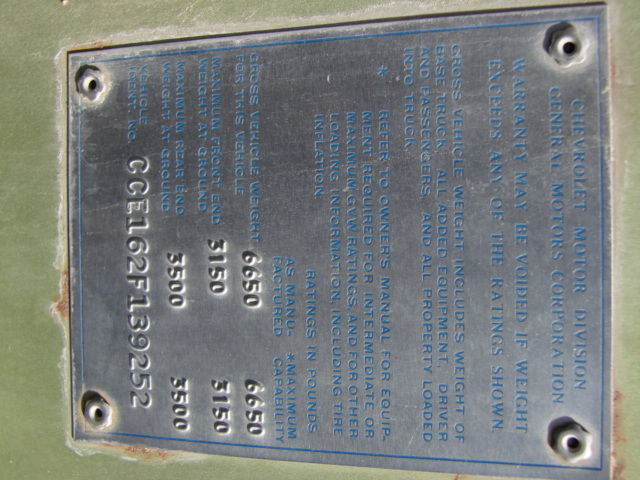 CHEVROLET MOTOR DIVISION
GENERAL MOTORS CORPORATION
WARRANTY MAY BE VOIDED IF WEIGHT
EXCEEDS ANY OF THE RATINGS SHOWN.
GROSS VEHICLE WEIGHT INCLUDES WEIGHT OF
BASE TRUCK, ALL ADDED EQUIPMENT, DRIVER
AND PASSENGERS, AND ALL PROPERTY LOADED
INTO TRUCK.
* REFER TO OWNER'S MANUAL FOR EQUIP-
MENT REQUIRED FOR INTERMEDIATE OR
MAXIMUM GVW RATINGS AND FOR OTHER
LOADING INFORMATION, INCLUDING TIRE
INFLATION.
RATINGS IN POUNDS
AS MANU- *MAXIMUM
FACTURED CAPABILITY
GROSS VEHICLE WEIGHT
FOR THIS VEHICLE 6650 6650
MAXIMUM FRONT END
WEIGHT AT GROUND 3150 3150
MAXIMUM REAR END
WEIGHT AT GROUND 3500 3500
VEHICLE
IDENT. NO. CCE162F139252